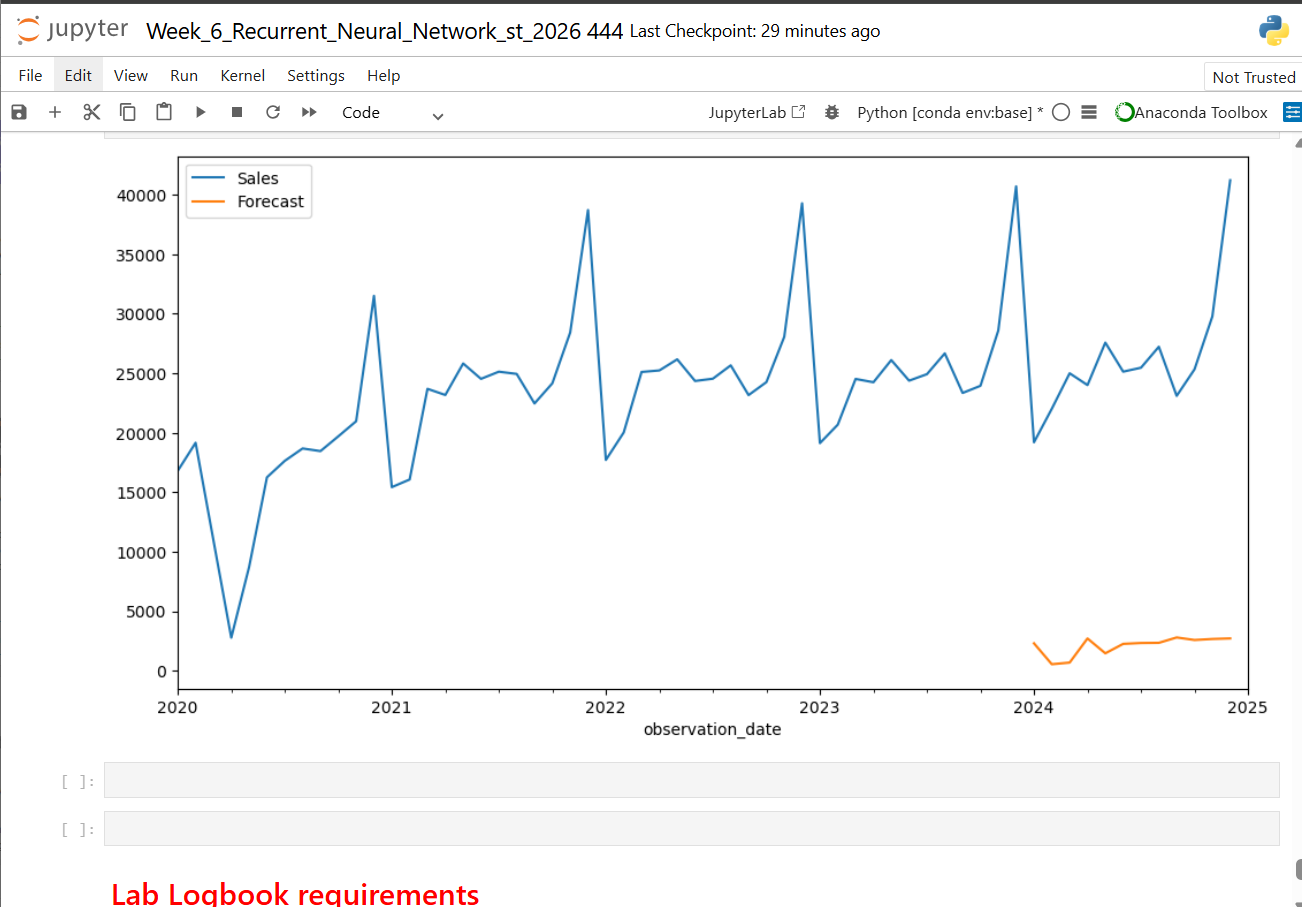 jupyter Week_6_Recurrent_Neural_Network_st_2026 444 Last Checkpoint: 29 minutes ago
File Edit View Run Kernel Settings Help
Not Trusted
Code
JupyterLab
Python [conda env:base] *
Anaconda Toolbox
Sales
Forecast
40000
35000
30000
25000
20000
15000
10000
5000
0
2020 2021 2022 2023 2024 2025
observation_date
[ ]:
[ ]:
Lab Logbook requirements